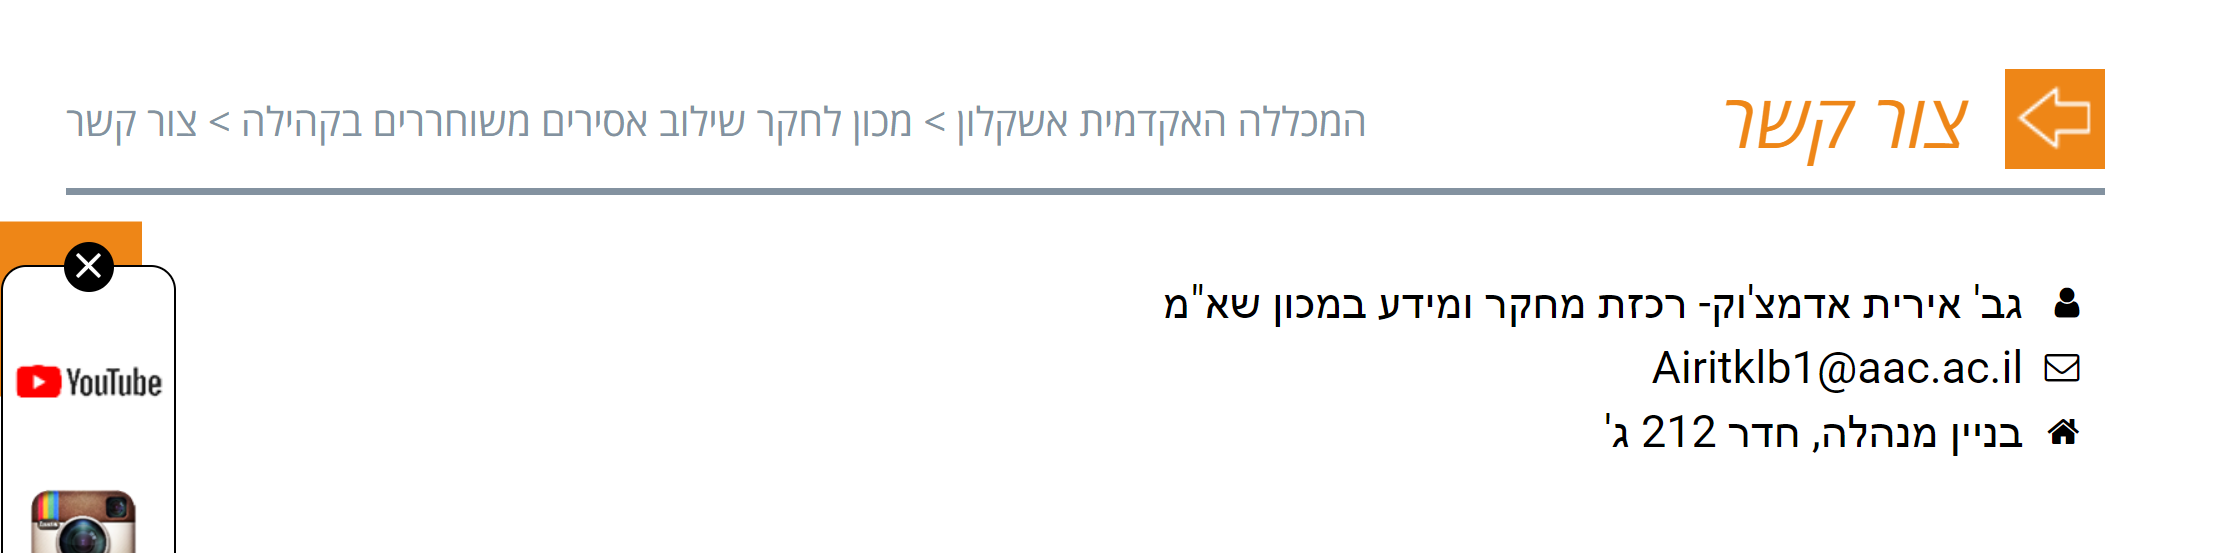 צור קשר
המכללה האקדמית אשקלון > מכון לחקר שילוב אסירים משוחררים בקהילה > צור קשר
גב' אירית אדמצ'וק- רכזת מחקר ומידע במכון שא"מ
Airitklb1@aac.ac.il
בניין מנהלה, חדר 212 ג'
YouTube